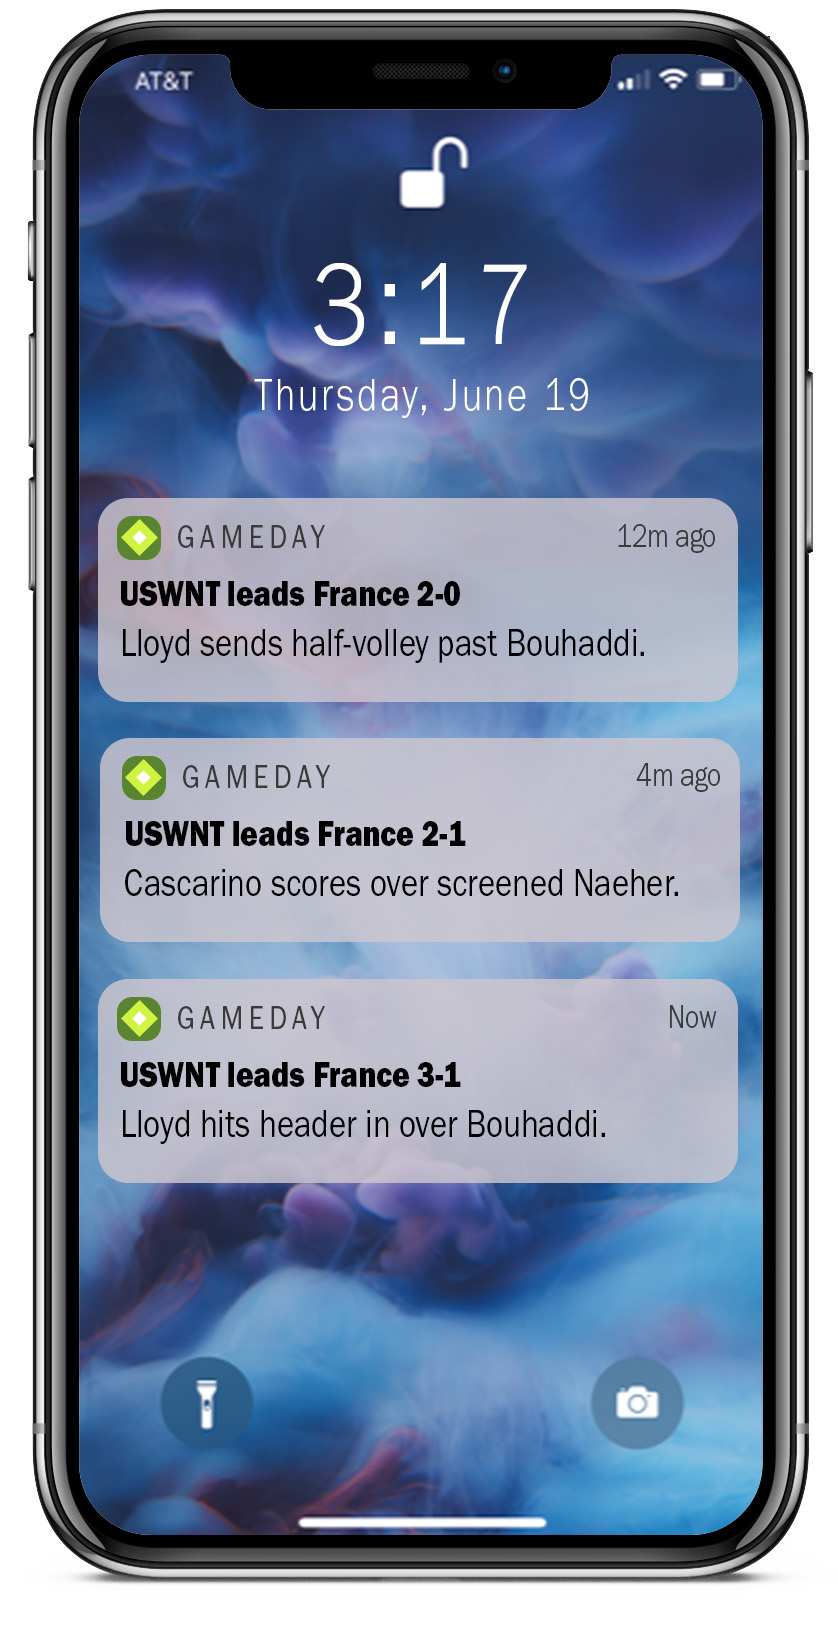 AT&T
3:17
Thursday, June 19
GAMEDAY 12m ago
USWNT leads France 2-0
Lloyd sends half-volley past Bouhaddi.
GAMEDAY 4m ago
USWNT leads France 2-1
Cascarino scores over screened Naeher.
GAMEDAY Now
USWNT leads France 3-1
Lloyd hits header in over Bouhaddi.